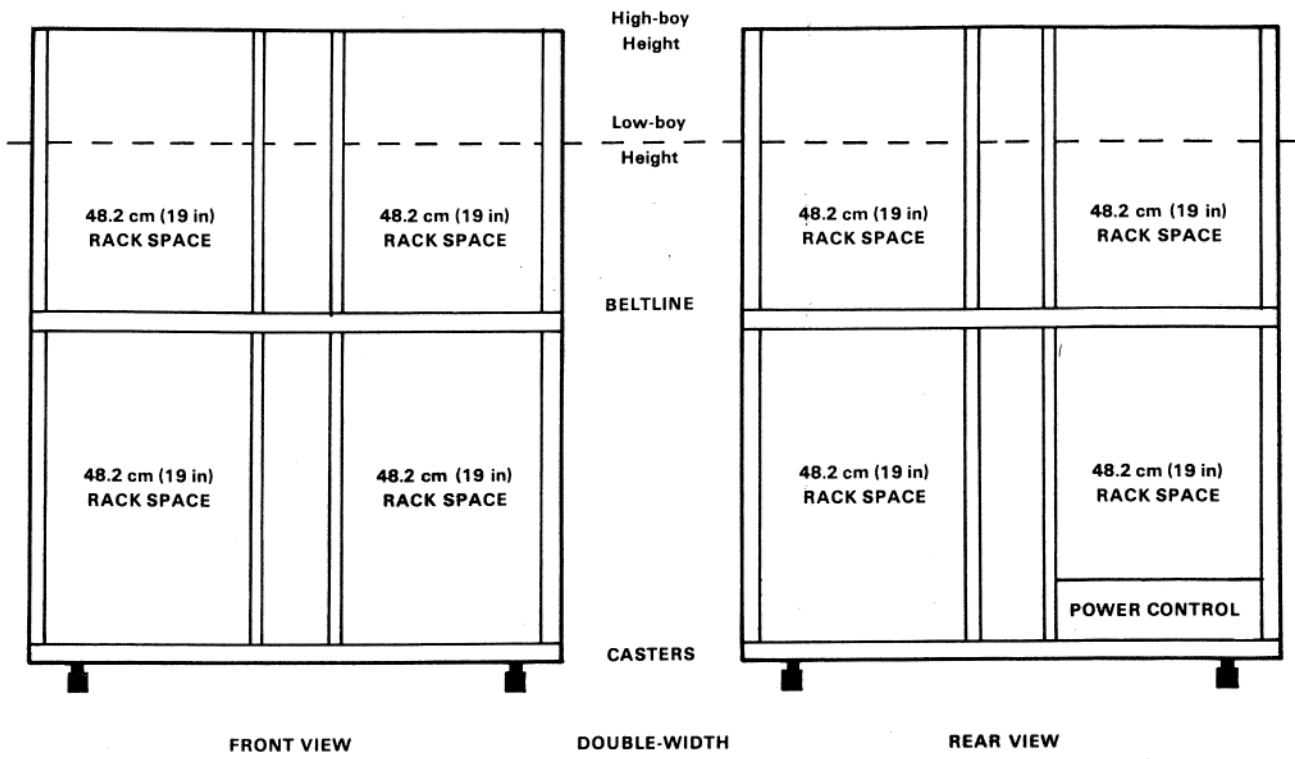 High-boy
Height
Low-boy
Height
48.2 cm (19 in)
RACK SPACE
48.2 cm (19 in)
RACK SPACE
48.2 cm (19 in)
RACK SPACE
48.2 cm (19 in)
RACK SPACE
BELTLINE
48.2 cm (19 in)
RACK SPACE
48.2 cm (19 in)
RACK SPACE
48.2 cm (19 in)
RACK SPACE
48.2 cm (19 in)
RACK SPACE
POWER CONTROL
CASTERS
FRONT VIEW
DOUBLE-WIDTH
REAR VIEW